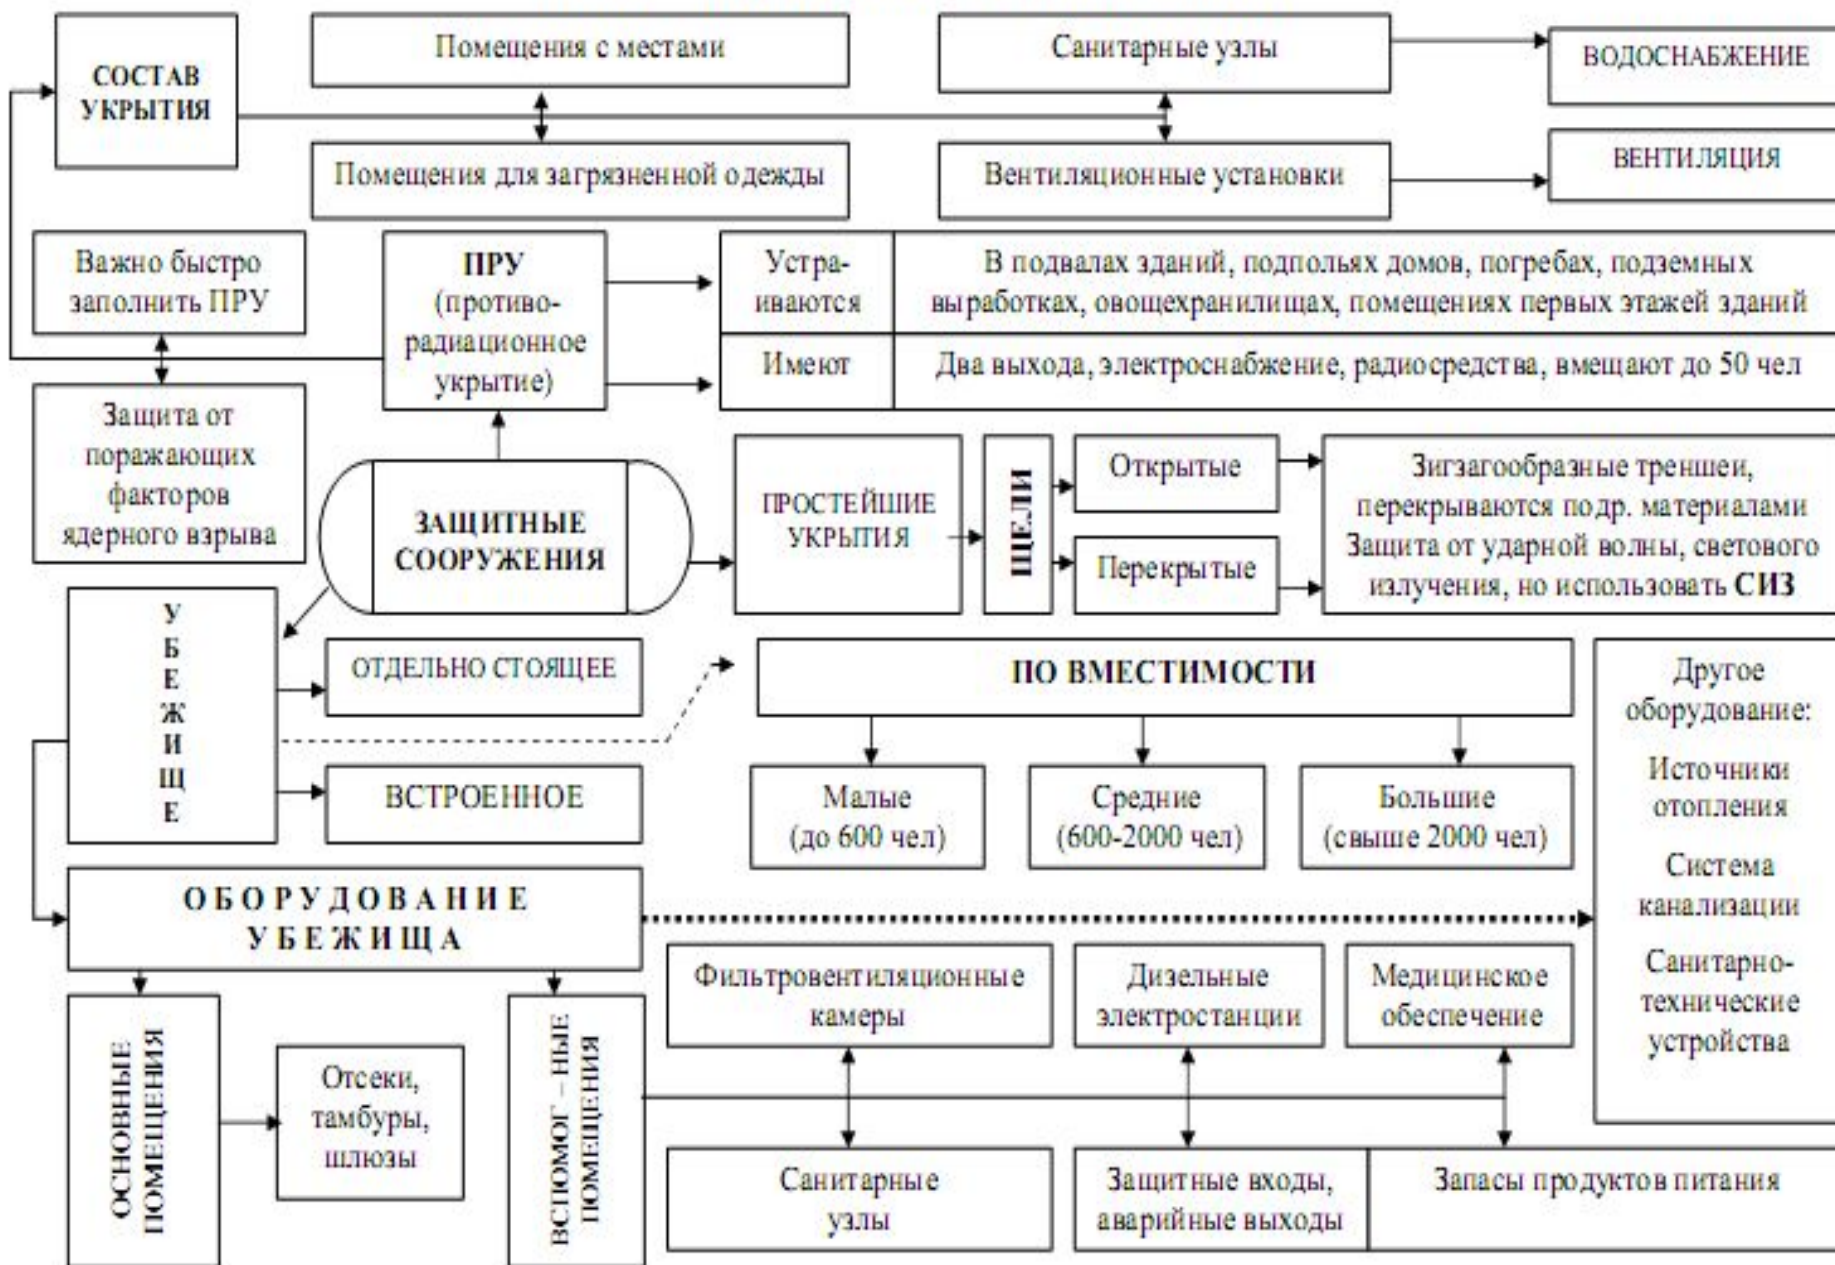 СОСТАВ
УКРЫТИЯ
Помещения с местами
Санитарные узлы
ВОДОСНАБЖЕНИЕ
Помещения для загрязненной одежды
Вентиляционные установки
ВЕНТИЛЯЦИЯ
Важно быстро
заполнить ПРУ
Защита от
поражающих
факторов
ядерного взрыва
ПРУ
(противо-
радиационное
укрытие)
Устра-
иваются
В подвалах зданий, подпольях домов, погребах, подземных
выработках, овощехранилищах, помещениях первых этажей зданий
Имеют
Два выхода, электроснабжение, радиосредства, вмещают до 50 чел
ЗАЩИТНЫЕ
СООРУЖЕНИЯ
ПРОСТЕЙШИЕ
УКРЫТИЯ
ЩЕЛИ
Открытые
Перекрытые
Зигзагообразные треншеи,
перекрываются подр. материалами
Защита от ударной волны, светового
излучения, но использовать СИЗ
У
Б
Е
Ж
И
Щ
Е
ОТДЕЛЬНО СТОЯЩЕЕ
ВСТРОЕННОЕ
ПО ВМЕСТИМОСТИ
Малые
(до 600 чел)
Средние
(600-2000 чел)
Большие
(свыше 2000 чел)
Другое
оборудование:
Источники
отопления
Система
канализации
Санитарно-
технические
устройства
ОБОРУДОВАНИЕ
УБЕЖИЩА
ОСНОВНЫЕ
ПОМЕЩЕНИЯ
Отсеки,
тамбуры,
шлюзы
ВСПОМОГ – НЫЕ
ПОМЕЩЕНИЯ
Фильтровентиляционные
камеры
Дизельные
электростанции
Медицинское
обеспечение
Санитарные
узлы
Защитные входы,
аварийные выходы
Запасы продуктов питания